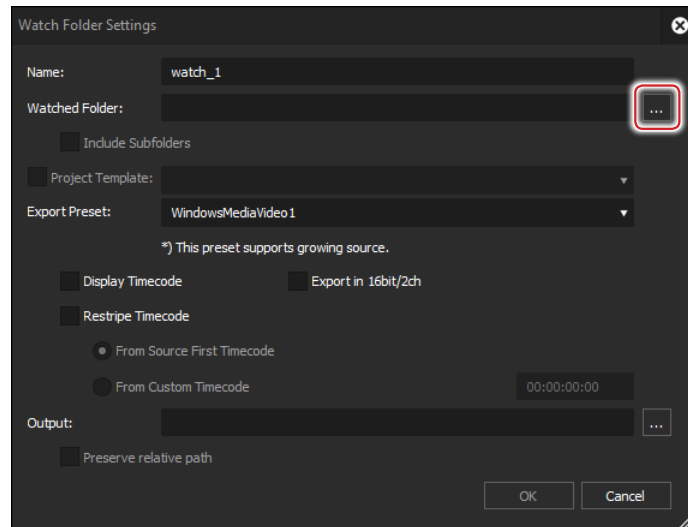 Watch Folder Settings
Name: watch_1
Watched Folder: ...
Include Subfolders
Project Template:
Export Preset: WindowsMediaVideo1
*) This preset supports growing source.
Display Timecode Export in 16bit/2ch
Restripe Timecode
From Source First Timecode
From Custom Timecode 00:00:00:00
Output: ...
Preserve relative path
OK Cancel